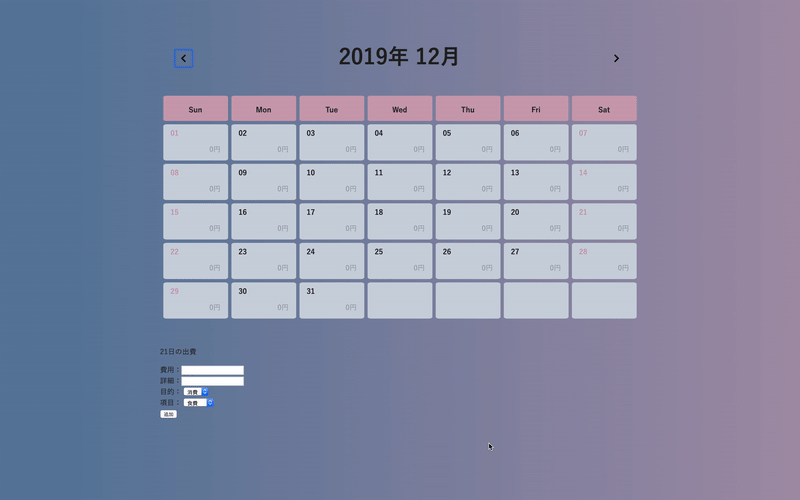 2019年 12月
Sun Mon Tue Wed Thu Fri Sat
01 02 03 04 05 06 07
0円 0円 0円 0円 0円 0円 0円
08 09 10 11 12 13 14
0円 0円 0円 0円 0円 0円 0円
15 16 17 18 19 20 21
0円 0円 0円 0円 0円 0円 0円
22 23 24 25 26 27 28
0円 0円 0円 0円 0円 0円 0円
29 30 31
0円 0円 0円
21日の出費
費用：
詳細：
目的： 消費
項目： 食費
追加